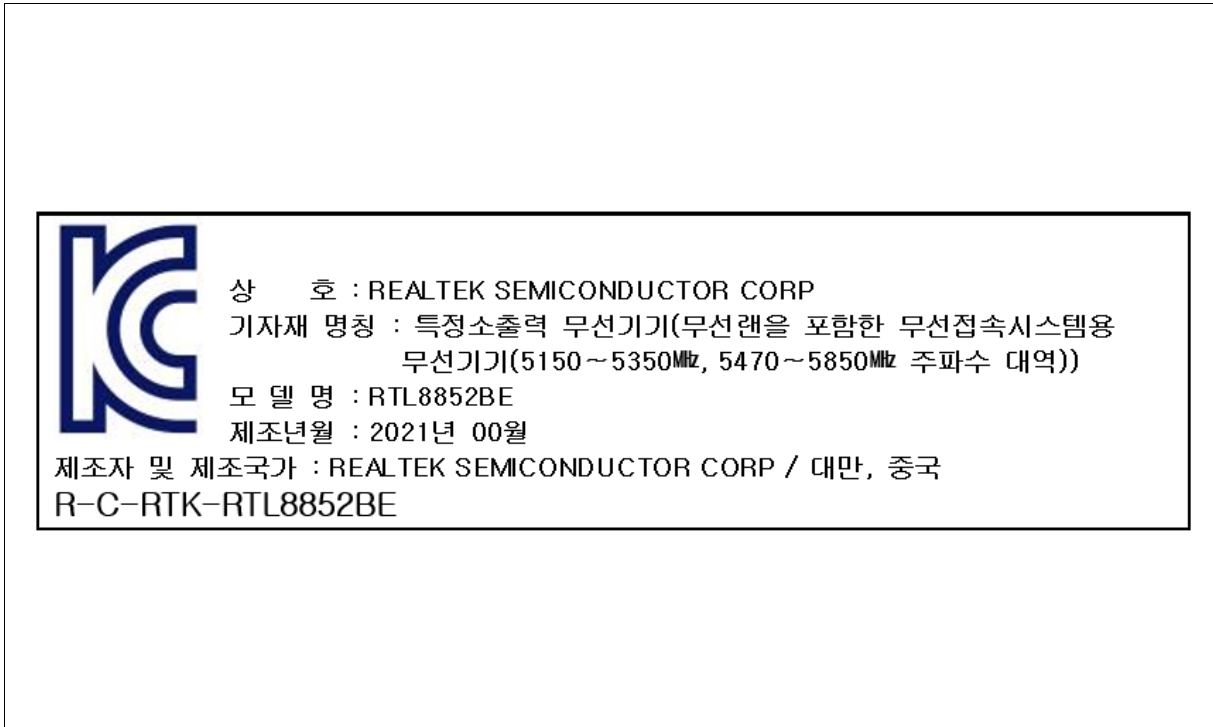 상 호 : REALTEK SEMICONDUCTOR CORP
기자재 명칭 : 특정소출력 무선기기(무선랜을 포함한 무선접속시스템용
무선기기(5150~5350㎒, 5470~5850㎒ 주파수 대역))
모 델 명 : RTL8852BE
제조년월 : 2021년 00월
제조자 및 제조국가 : REALTEK SEMICONDUCTOR CORP / 대만, 중국
R-C-RTK-RTL8852BE